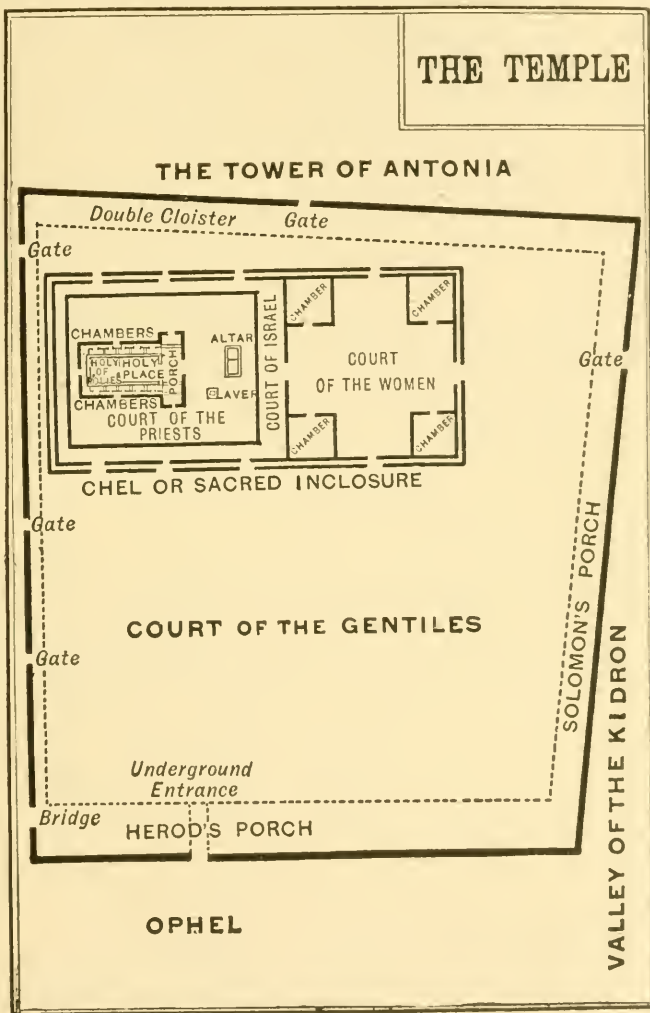 THE TEMPLE
THE TOWER OF ANTONIA
Double Cloister
Gate
Gate
CHAMBER
CHAMBER
CHAMBERS
HOLY
OF
HOLIES
HOLY
PLACE
PORCH
ALTAR
LAVER
CHAMBERS
COURT OF THE
PRIESTS
COURT OF ISRAEL
COURT
OF THE WOMEN
CHAMBER
CHAMBER
Gate
CHEL OR SACRED INCLOSURE
Gate
COURT OF THE GENTILES
SOLOMON'S PORCH
Gate
VALLEY OF THE KIDRON
Underground
Entrance
Bridge
HEROD'S PORCH
OPHEL